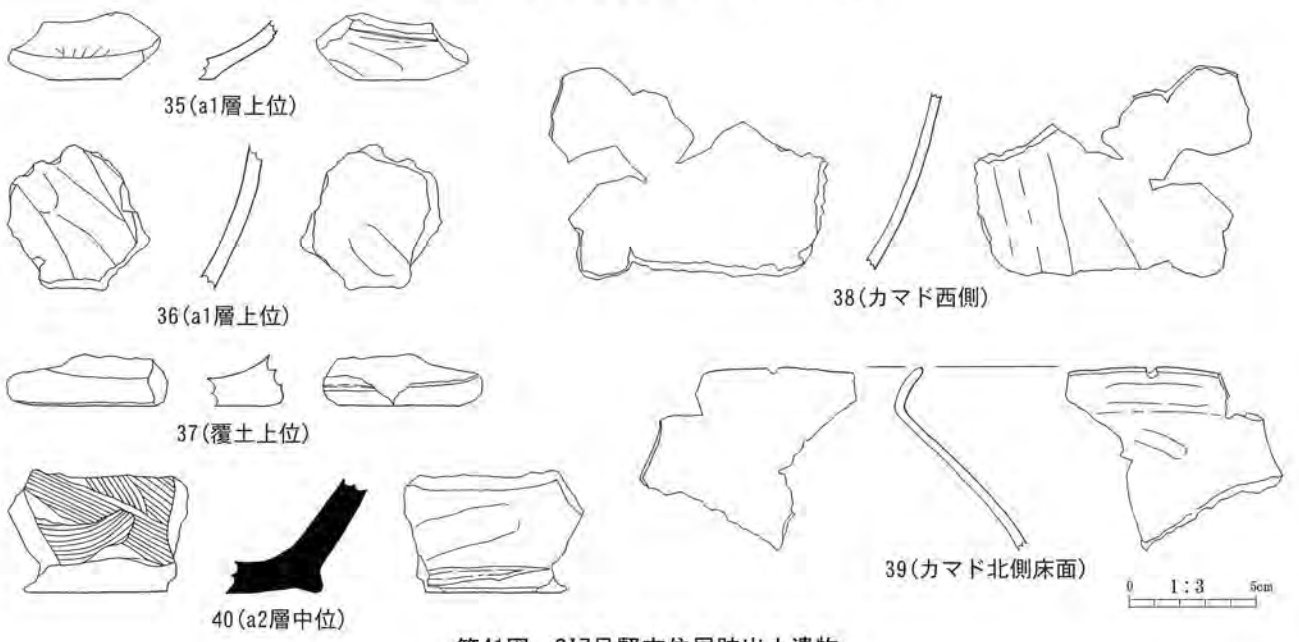 35(a1層上位)
36(a1層上位)
37(覆土上位)
40(a2層中位)
38(カマド西側)
39(カマド北側床面)
0 1:3 5cm